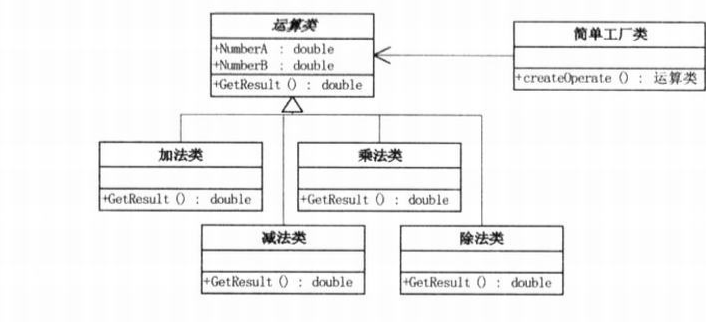 运算类
+NumberA : double
+NumberB : double
+GetResult () : double
简单工厂类
+createOperate () : 运算类
加法类
+GetResult () : double
乘法类
+GetResult () : double
减法类
+GetResult () : double
除法类
+GetResult () : double